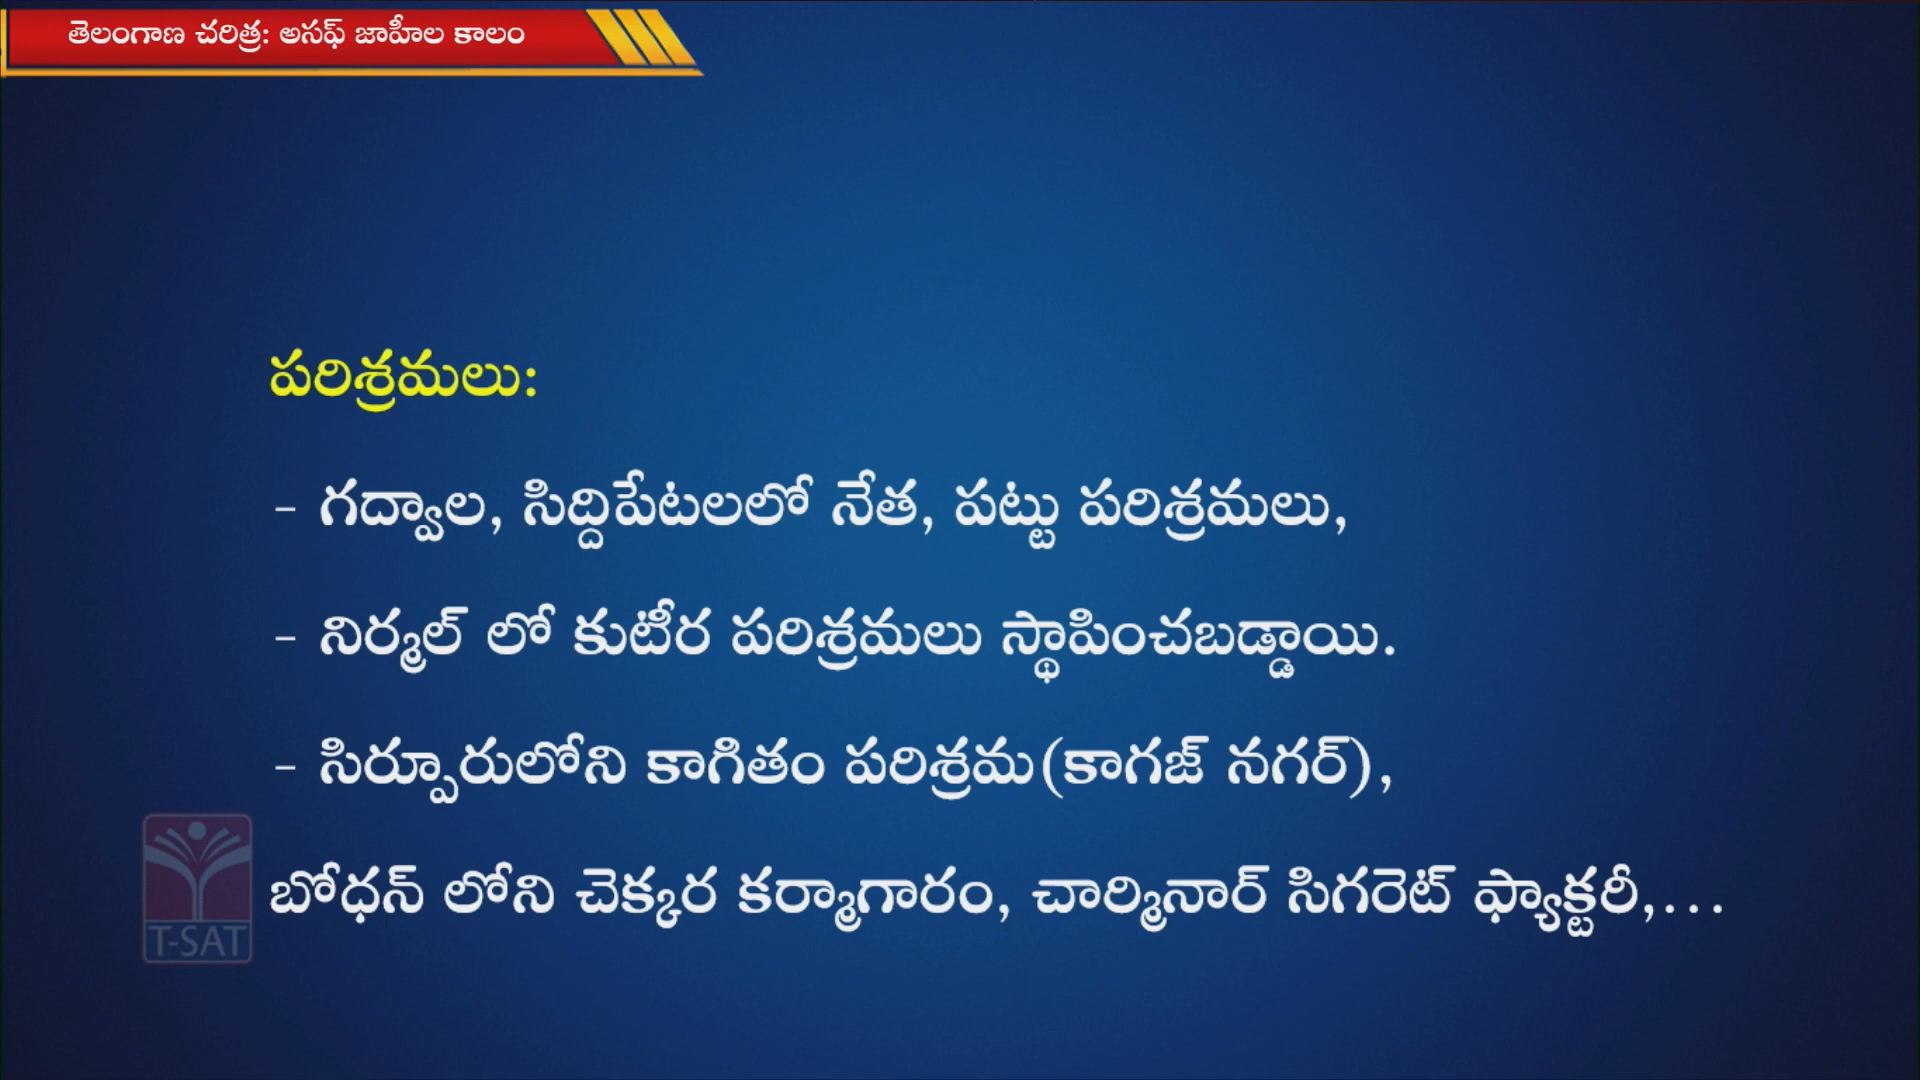 తెలంగాణ చరిత్ర: అసఫ్ జాహీల కాలం
పరిశ్రమలు:
- గద్వాల, సిద్దిపేటలలో నేత, పట్టు పరిశ్రమలు,
- నిర్మల్ లో కుటీర పరిశ్రమలు స్థాపించబడ్డాయి.
- సిర్పూరులోని కాగితం పరిశ్రమ(కాగజ్ నగర్),
బోధన్ లోని చెక్కర కర్మాగారం, చార్మినార్ సిగరెట్ ఫ్యాక్టరీ,...
T-SAT